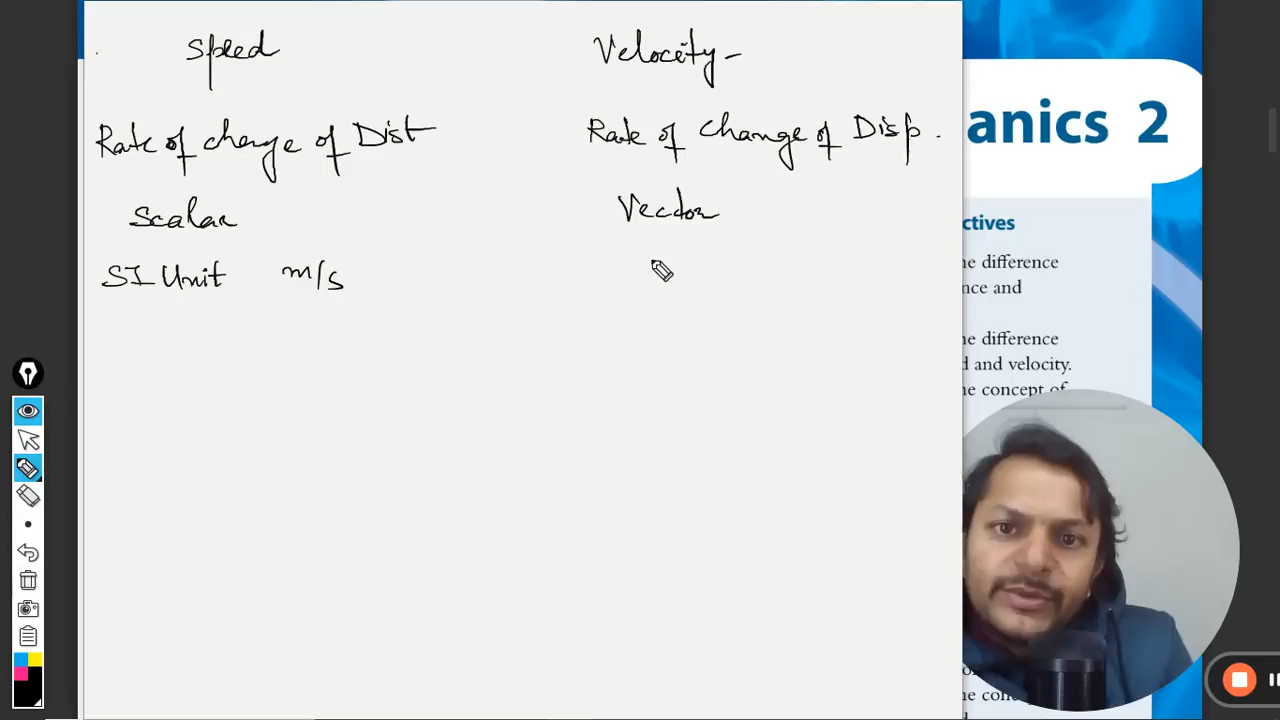 Speed
Velocity -
Rate of change of Dist
Rate of change of Disp.
Scalar
Vector
SI Unit m/s
anics 2
ctives
ne difference
nce and
ne difference
d and velocity.
ne concept of